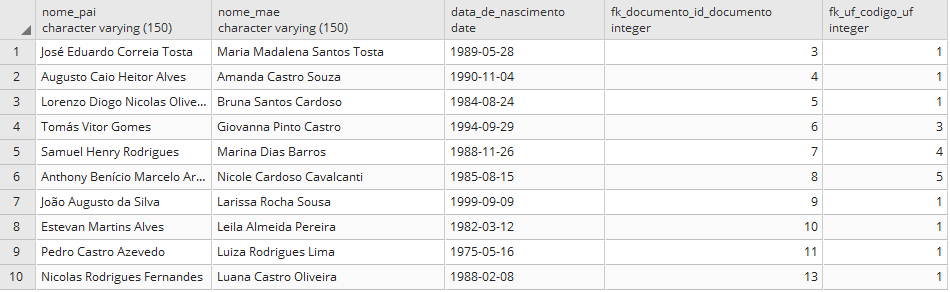 nome_pai nome_mae data_de_nascimento fk_documento_id_documento fk_uf_codigo_uf
character varying (150) character varying (150) date integer integer
1 José Eduardo Correia Tosta Maria Madalena Santos Tosta 1989-05-28 3 1
2 Augusto Caio Heitor Alves Amanda Castro Souza 1990-11-04 4 1
3 Lorenzo Diogo Nicolas Olive... Bruna Santos Cardoso 1984-08-24 5 1
4 Tomás Vitor Gomes Giovanna Pinto Castro 1994-09-29 6 3
5 Samuel Henry Rodrigues Marina Dias Barros 1988-11-26 7 4
6 Anthony Benício Marcelo Ar... Nicole Cardoso Cavalcanti 1985-08-15 8 5
7 João Augusto da Silva Larissa Rocha Sousa 1999-09-09 9 1
8 Estevan Martins Alves Leila Almeida Pereira 1982-03-12 10 1
9 Pedro Castro Azevedo Luiza Rodrigues Lima 1975-05-16 11 1
10 Nicolas Rodrigues Fernandes Luana Castro Oliveira 1988-02-08 13 1